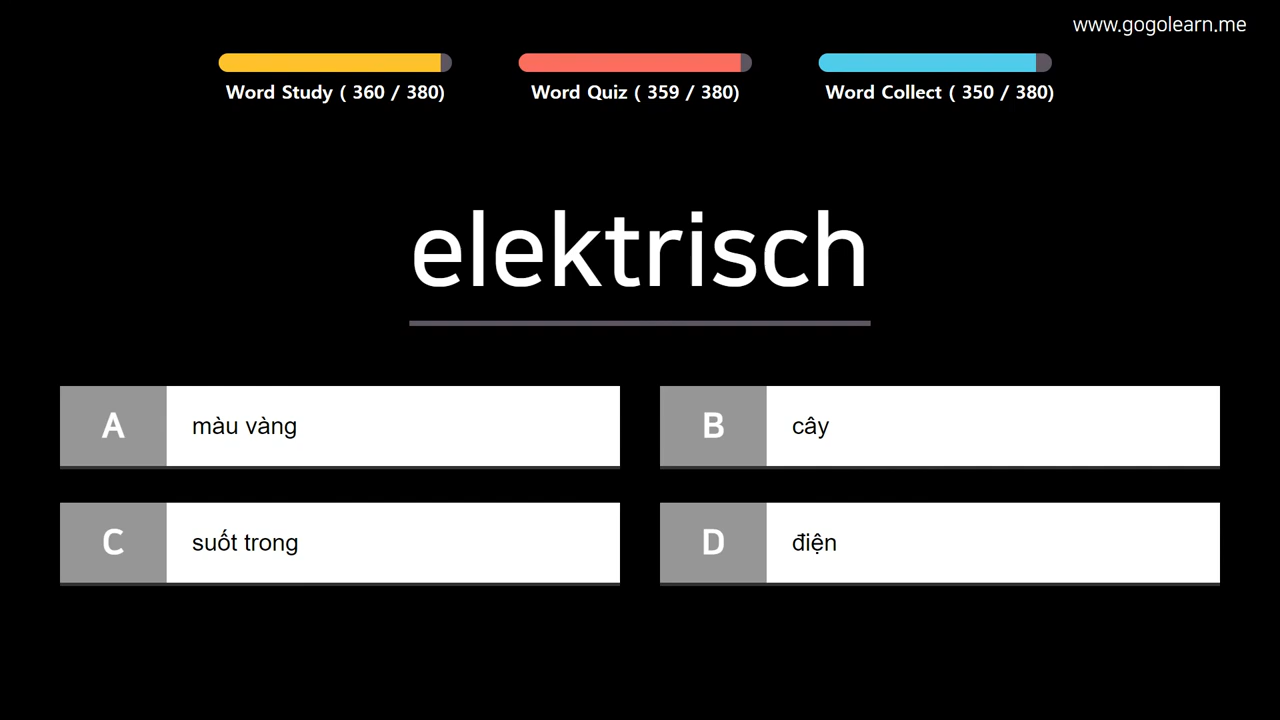 www.gogolearn.me
Word Study ( 360 / 380)
Word Quiz ( 359 / 380)
Word Collect ( 350 / 380)
elektrisch
A màu vàng
B cây
C suốt trong
D điện